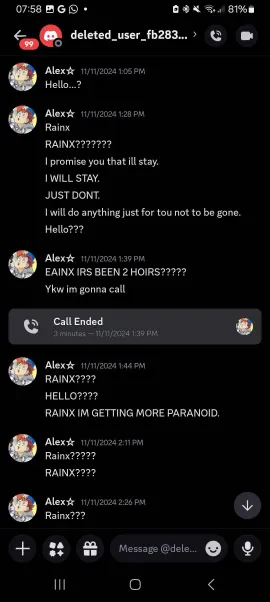 07:58
81%
99
deleted_user_fb283...
Alex☆ 11/11/2024 1:05 PM
Hello...?
Alex☆ 11/11/2024 1:28 PM
Rainx
RAINX???????
I promise you that ill stay.
I WILL STAY.
JUST DONT.
I will do anything just for tou not to be gone.
Hello???
Alex☆ 11/11/2024 1:39 PM
EAINX IRS BEEN 2 HOIRS?????
Ykw im gonna call
Call Ended
3 minutes — 11/11/2024 1:39 PM
Alex☆ 11/11/2024 1:44 PM
RAINX????
HELLO????
RAINX IM GETTING MORE PARANOID.
Alex☆ 11/11/2024 2:11 PM
Rainx?????
RAINX????
Alex☆ 11/11/2024 2:26 PM
Rainx???
Message @dele...